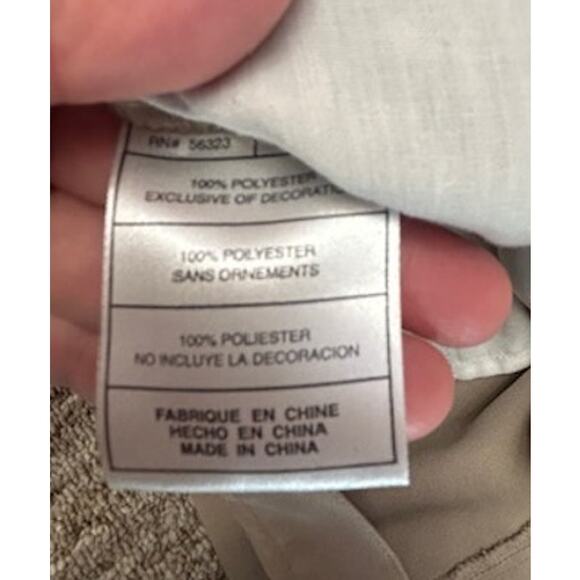 RN# 56323
100% POLYESTER
EXCLUSIVE OF DECORATI
100% POLYESTER
SANS ORNEMENTS
100% POLIESTER
NO INCLUYE LA DECORACION
FABRIQUE EN CHINE
HECHO EN CHINA
MADE IN CHINA